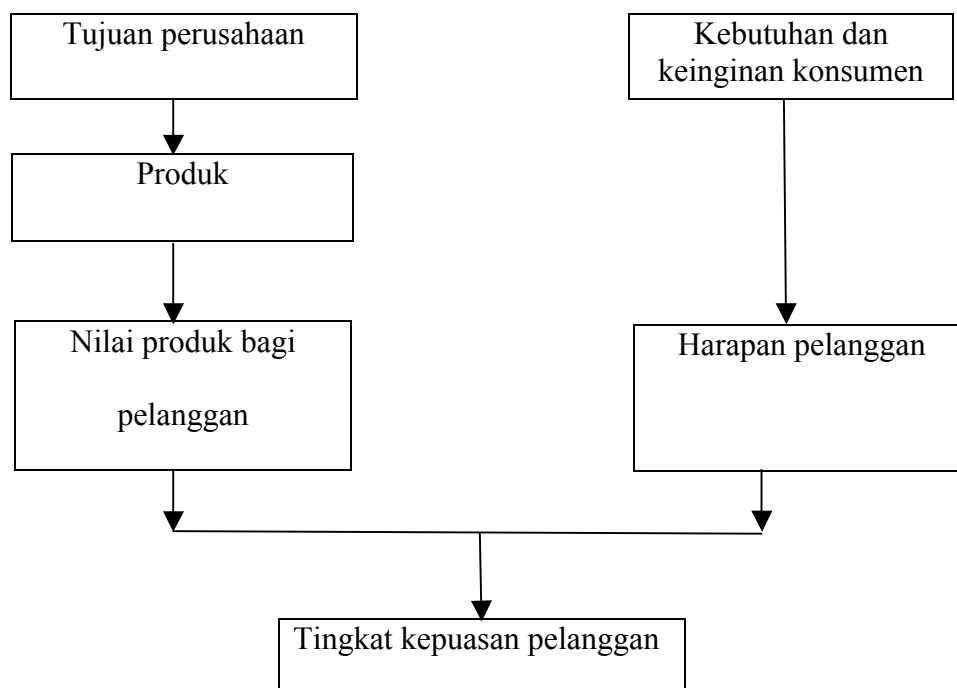 Tujuan perusahaan
Kebutuhan dan
keinginan konsumen
Produk
Nilai produk bagi
pelanggan
Harapan pelanggan
Tingkat kepuasan pelanggan